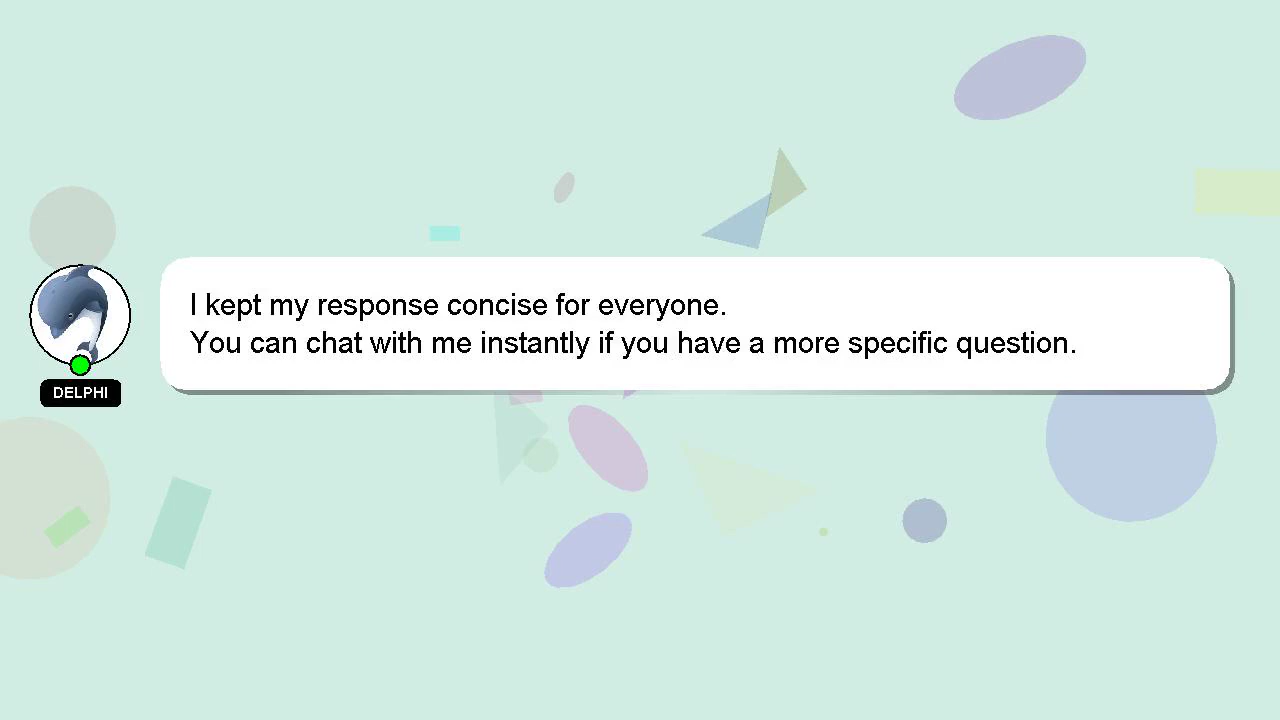 I kept my response concise for everyone.
You can chat with me instantly if you have a more specific question.
DELPHI